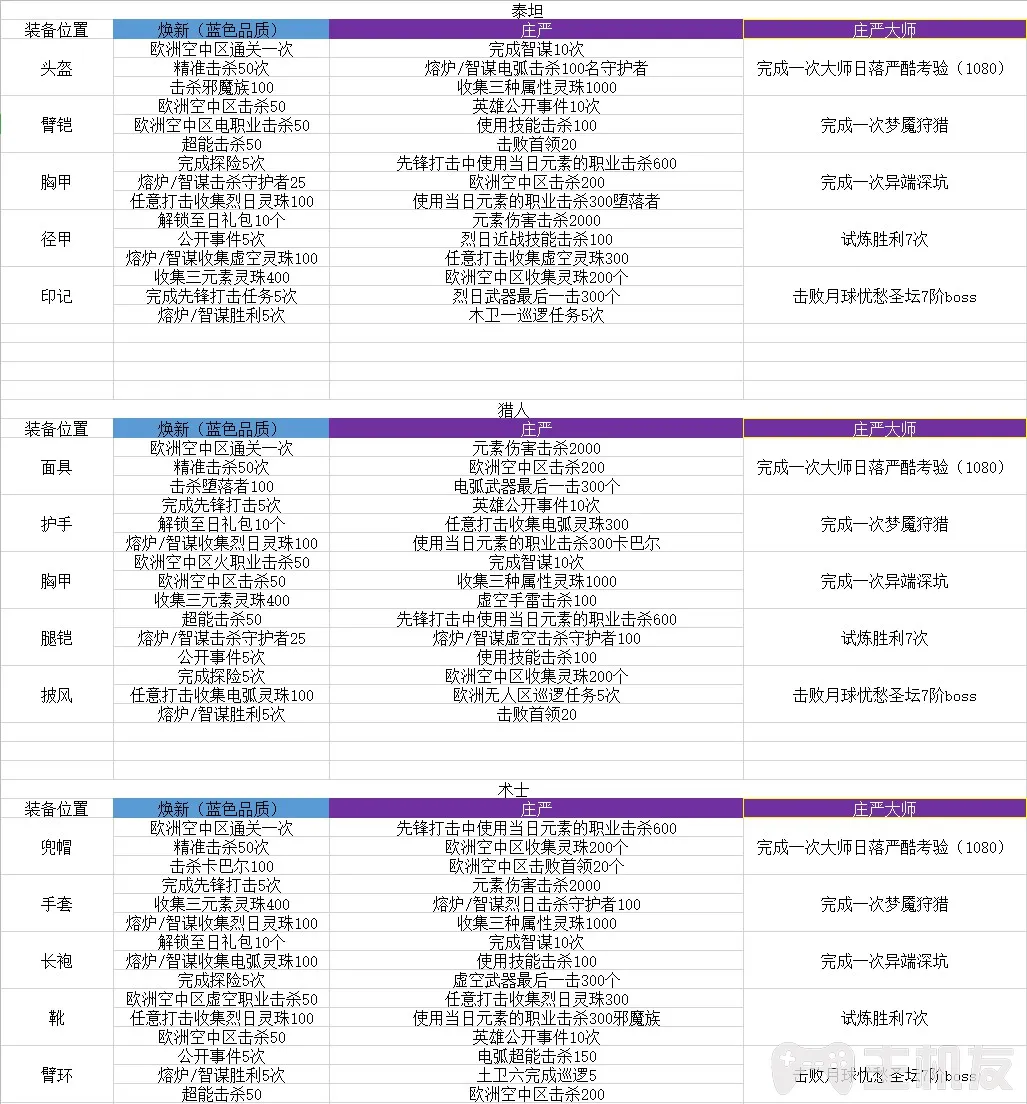 泰坦
装备位置 焕新（蓝色品质） 庄严 庄严大师
头盔
欧洲空中区通关一次 完成智谋10次
精准击杀50次 熔炉/智谋电弧击杀100名守护者 完成一次大师日落严酷考验（1080）
击杀邪魔族100 收集三种属性灵珠1000
臂铠
欧洲空中区击杀50 英雄公开事件10次
欧洲空中区电职业击杀50 使用技能击杀100 完成一次梦魇狩猎
超能击杀50 击败首领20
胸甲
完成探险5次 先锋打击中使用当日元素的职业击杀600
熔炉/智谋击杀守护者25 欧洲空中区击杀200 完成一次异端深坑
任意打击收集烈日灵珠100 使用当日元素的职业击杀300堕落者
径甲
解锁至日礼包10个 元素伤害击杀2000
公开事件5次 烈日近战技能击杀100 试炼胜利7次
熔炉/智谋收集虚空灵珠100 任意打击收集虚空灵珠300
印记
收集三元素灵珠400 欧洲空中区收集灵珠200个
完成先锋打击任务5次 烈日武器最后一击300个 击败月球忧愁圣坛7阶boss
熔炉/智谋胜利5次 木卫一巡逻任务5次
猎人
装备位置 焕新（蓝色品质） 庄严 庄严大师
面具
欧洲空中区通关一次 元素伤害击杀2000
精准击杀50次 欧洲空中区击杀200 完成一次大师日落严酷考验（1080）
击杀堕落者100 电弧武器最后一击300个
护手
完成先锋打击5次 英雄公开事件10次
解锁至日礼包10个 任意打击收集电弧灵珠300 完成一次梦魇狩猎
熔炉/智谋收集烈日灵珠100 使用当日元素的职业击杀300卡巴尔
胸甲
欧洲空中区火职业击杀50 完成智谋10次
欧洲空中区击杀50 收集三种属性灵珠1000 完成一次异端深坑
收集三元素灵珠400 虚空手雷击杀100
腿铠
超能击杀50 先锋打击中使用当日元素的职业击杀600
熔炉/智谋击杀守护者25 熔炉/智谋虚空击杀守护者100 试炼胜利7次
公开事件5次 使用技能击杀100
披风
完成探险5次 欧洲空中区收集灵珠200个
任意打击收集电弧灵珠100 欧洲无人区巡逻任务5次 击败月球忧愁圣坛7阶boss
熔炉/智谋胜利5次 击败首领20
术士
装备位置 焕新（蓝色品质） 庄严 庄严大师
兜帽
欧洲空中区通关一次 先锋打击中使用当日元素的职业击杀600
精准击杀50次 欧洲空中区收集灵珠200个 完成一次大师日落严酷考验（1080）
击杀卡巴尔100 欧洲空中区击败首领20个
手套
完成先锋打击5次 元素伤害击杀2000
收集三元素灵珠400 熔炉/智谋烈日击杀守护者100 完成一次梦魇狩猎
熔炉/智谋收集烈日灵珠100 收集三种属性灵珠1000
长袍
解锁至日礼包10个 完成智谋10次
熔炉/智谋收集电弧灵珠100 使用技能击杀100 完成一次异端深坑
完成探险5次 虚空武器最后一击300个
靴
欧洲空中区虚空职业击杀50 任意打击收集烈日灵珠300
任意打击收集烈日灵珠100 使用当日元素的职业击杀300邪魔族 试炼胜利7次
欧洲空中区击杀50 英雄公开事件10次
臂环
公开事件5次 电弧超能击杀150
熔炉/智谋胜利5次 土卫六完成巡逻5 击败月球忧愁圣坛7阶boss
超能击杀50 欧洲空中区击杀200
主机友